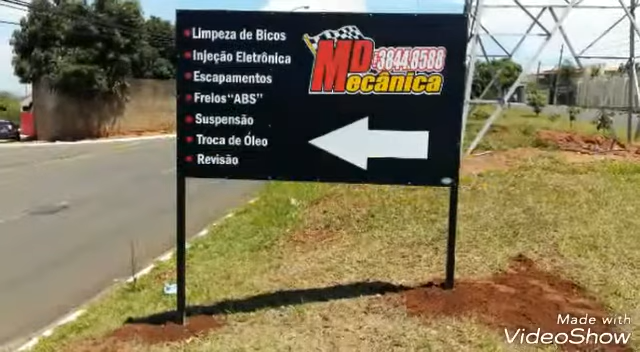 Limpeza de Bicos
Injeção Eletrônica
Escapamentos
Freios "ABS"
Suspensão
Troca de Óleo
Revisão
MD 3844.8588
Mecânica
Made with
VideoShow